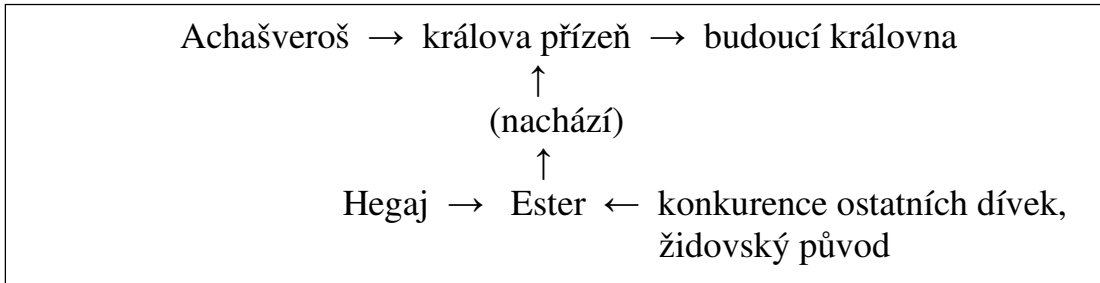 Achašveroš → králova přízeň → budoucí královna
↑
(nachází)
↑
Hegaj → Ester ← konkurence ostatních dívek,
židovský původ